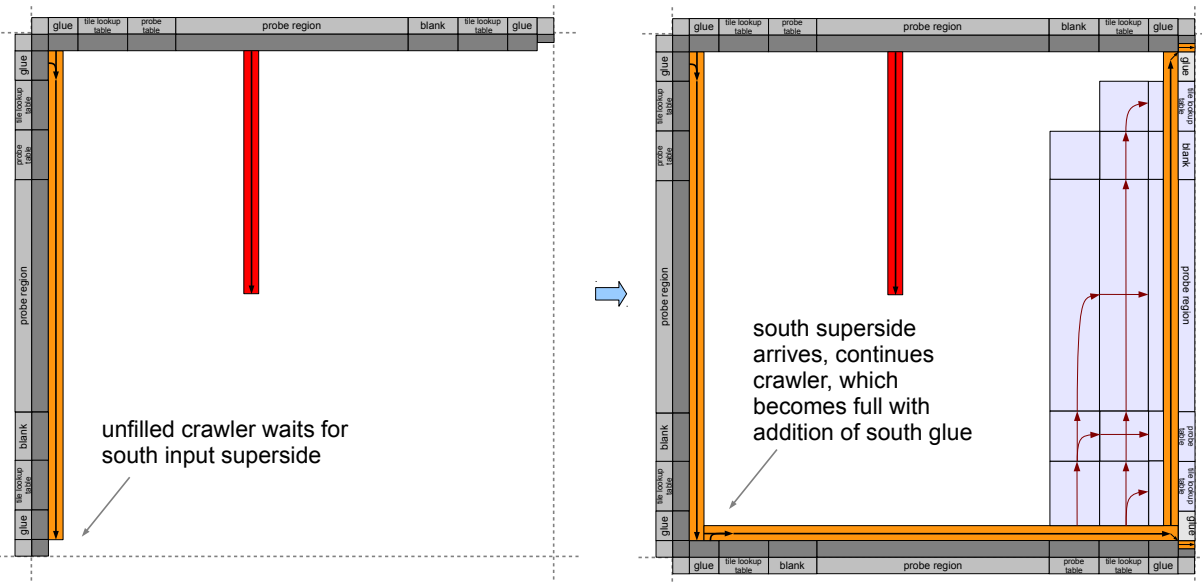 glue
tile lookup
table
probe
table
probe region
blank
tile lookup
table
glue
glue
tile lookup
table
probe
table
probe region
blank
tile lookup
table
glue
unfilled crawler waits for
south input superside
glue
tile lookup
table
probe
table
probe region
blank
tile lookup
table
glue
glue
tile lookup
table
probe
table
probe region
blank
tile lookup
table
glue
south superside
arrives, continues
crawler, which
becomes full with
addition of south glue
glue
tile lookup
table
blank
probe region
probe
table
tile lookup
table
glue
glue
tile lookup
table
blank
probe region
probe
table
tile lookup
table
glue